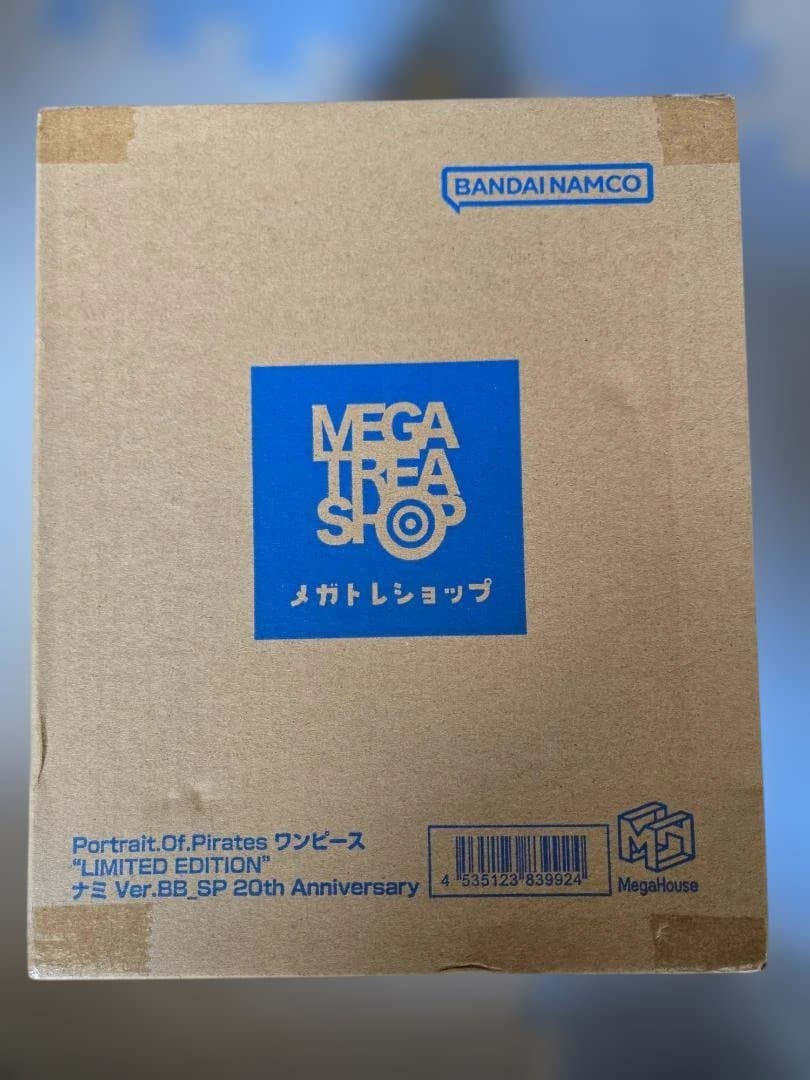 BANDAI NAMCO
MEGA
TREA
SHOP
メガトレショップ
Portrait.Of.Pirates ワンピース
“LIMITED EDITION”
ナミ Ver.BB_SP 20th Anniversary
4 535123 839924
MegaHouse